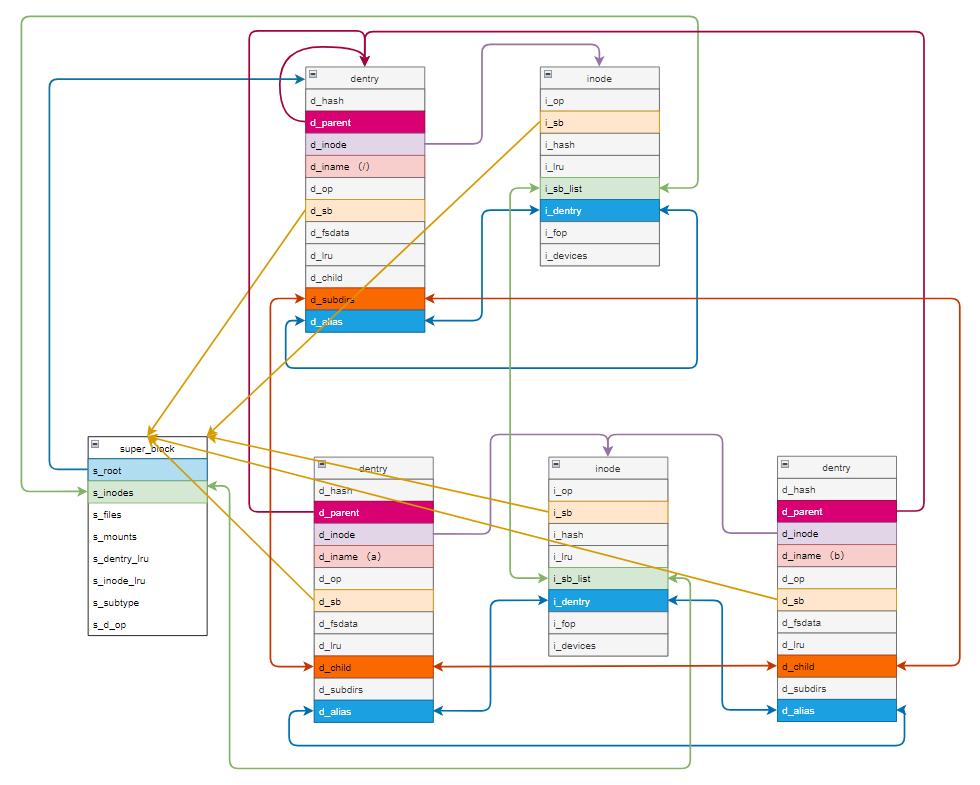 dentry
d_hash
d_parent
d_inode
d_iname （/）
d_op
d_sb
d_fsdata
d_lru
d_child
d_subdirs
d_alias
inode
i_op
i_sb
i_hash
i_lru
i_sb_list
i_dentry
i_fop
i_devices
super_block
s_root
s_inodes
s_files
s_mounts
s_dentry_lru
s_inode_lru
s_subtype
s_d_op
dentry
d_hash
d_parent
d_inode
d_iname （a）
d_op
d_sb
d_fsdata
d_lru
d_child
d_subdirs
d_alias
inode
i_op
i_sb
i_hash
i_lru
i_sb_list
i_dentry
i_fop
i_devices
dentry
d_hash
d_parent
d_inode
d_iname （b）
d_op
d_sb
d_fsdata
d_lru
d_child
d_subdirs
d_alias